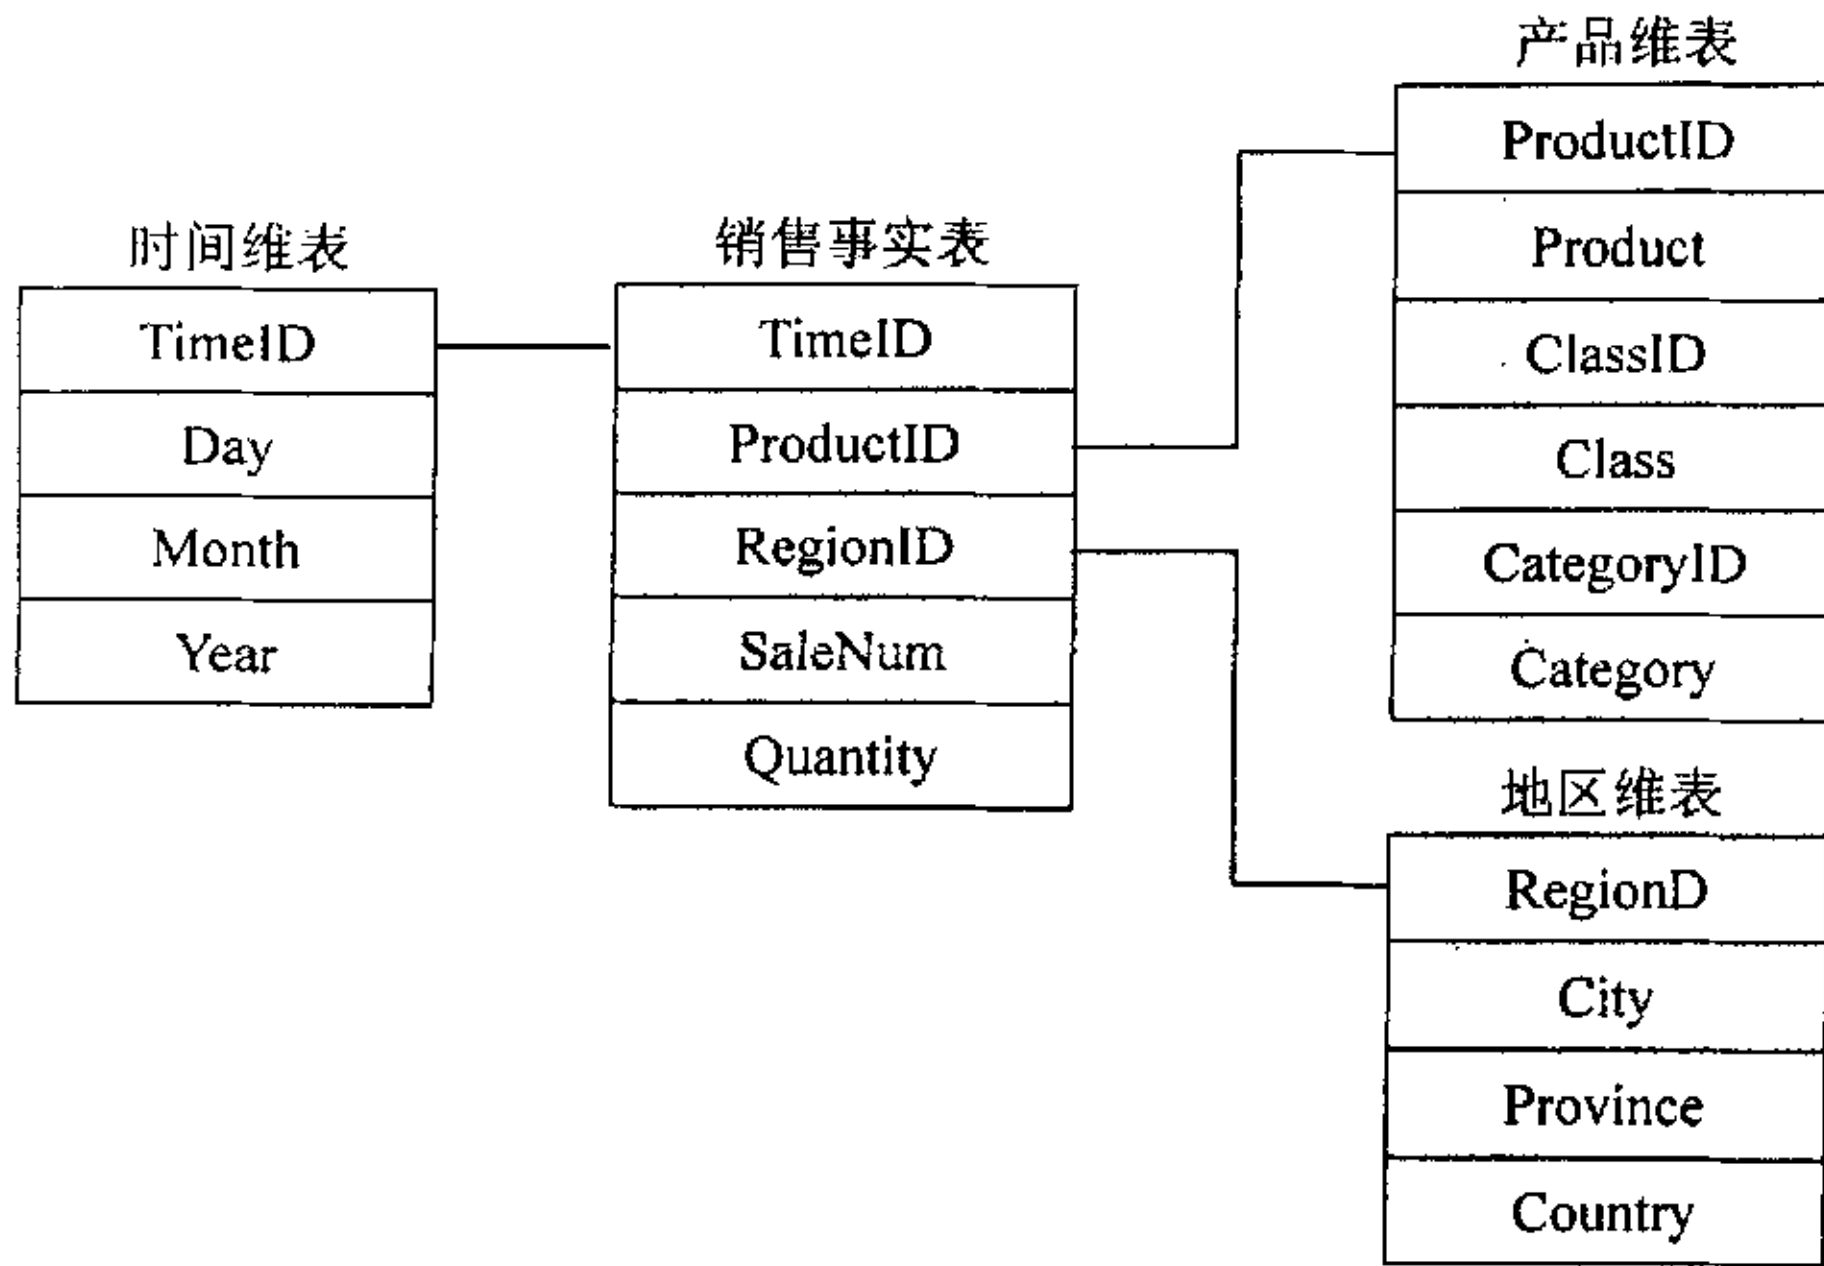 时间维表
TimeID
Day
Month
Year
销售事实表
TimeID
ProductID
RegionID
SaleNum
Quantity
产品维表
ProductID
Product
ClassID
Class
CategoryID
Category
地区维表
RegionD
City
Province
Country